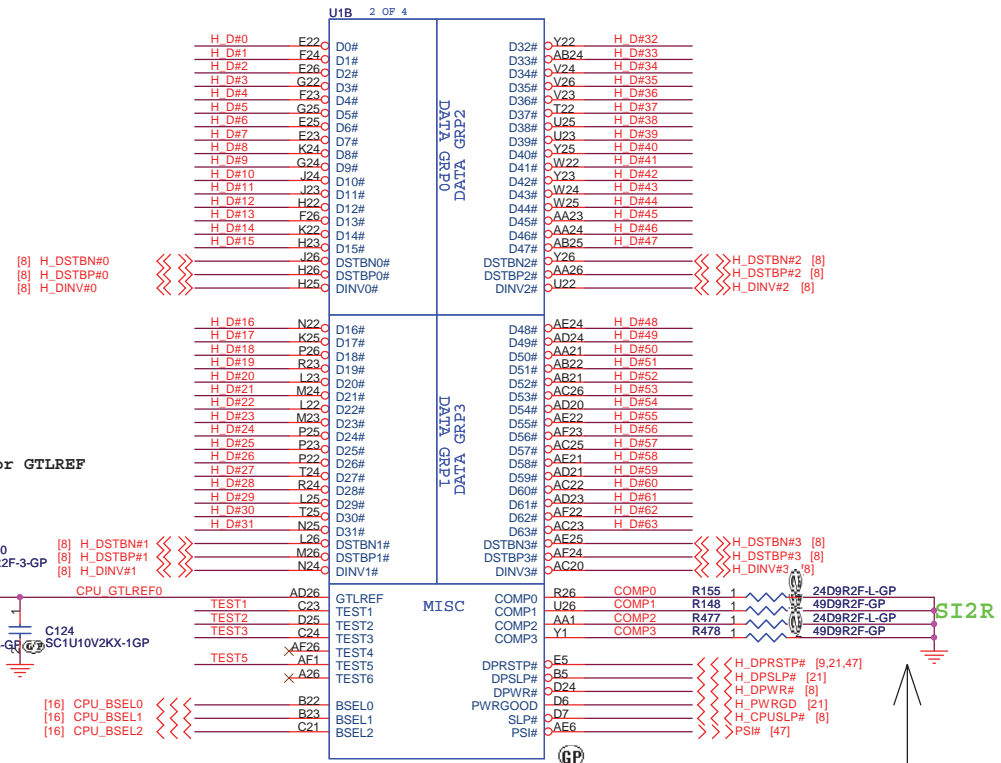 U1B 2 OF 4
H_D#0 E22 D0# D32# Y22 H_D#32
H_D#1 F24 D1# D33# AB24 H_D#33
H_D#2 E26 D2# D34# V24 H_D#34
H_D#3 G22 D3# D35# V26 H_D#35
H_D#4 F23 D4# D36# V23 H_D#36
H_D#5 G25 D5# D37# T22 H_D#37
H_D#6 E25 D6# D38# U25 H_D#38
H_D#7 E23 D7# D39# U23 H_D#39
H_D#8 K24 D8# D40# Y25 H_D#40
H_D#9 G24 D9# D41# W22 H_D#41
H_D#10 J24 D10# D42# Y23 H_D#42
H_D#11 J23 D11# D43# W24 H_D#43
H_D#12 H22 D12# D44# W25 H_D#44
H_D#13 F26 D13# D45# AA23 H_D#45
H_D#14 K22 D14# D46# AA24 H_D#46
H_D#15 H23 D15# D47# AB25 H_D#47
[8] H_DSTBN#0 J26 DSTBN0# DSTBN2# Y26 H_DSTBN#2 [8]
[8] H_DSTBP#0 H26 DSTBP0# DSTBP2# AA26 H_DSTBP#2 [8]
[8] H_DINV#0 H25 DINV0# DINV2# U22 H_DINV#2 [8]
DATA GRP0
DATA GRP2
H_D#16 N22 D16# D48# AE24 H_D#48
H_D#17 K25 D17# D49# AD24 H_D#49
H_D#18 P26 D18# D50# AA21 H_D#50
H_D#19 R23 D19# D51# AB22 H_D#51
H_D#20 L23 D20# D52# AB21 H_D#52
H_D#21 M24 D21# D53# AC26 H_D#53
H_D#22 L22 D22# D54# AD20 H_D#54
H_D#23 M23 D23# D55# AE22 H_D#55
H_D#24 P25 D24# D56# AF23 H_D#56
H_D#25 P23 D25# D57# AC25 H_D#57
H_D#26 P22 D26# D58# AE21 H_D#58
H_D#27 T24 D27# D59# AD21 H_D#59
H_D#28 R24 D28# D60# AC22 H_D#60
H_D#29 L25 D29# D61# AD23 H_D#61
H_D#30 T25 D30# D62# AF22 H_D#62
H_D#31 N25 D31# D63# AC23 H_D#63
[8] H_DSTBN#1 L26 DSTBN1# DSTBN3# AE25 H_DSTBN#3 [8]
[8] H_DSTBP#1 M26 DSTBP1# DSTBP3# AF24 H_DSTBP#3 [8]
[8] H_DINV#1 N24 DINV1# DINV3# AC20 H_DINV#3 [8]
DATA GRP1
DATA GRP3
or GTLREF
0
2F-3-GP
CPU_GTLREF0 AD26 GTLREF MISC COMP0 R26 COMP0 R155 1 24D9R2F-L-GP
TEST1 C23 TEST1 COMP1 U26 COMP1 R148 1 49D9R2F-GP
TEST2 D25 TEST2 COMP2 AA1 COMP2 R477 1 24D9R2F-L-GP
TEST3 C24 TEST3 COMP3 Y1 COMP3 R478 1 49D9R2F-GP
SI2R
1
C124
SC1U10V2KX-1GP
-GP GP
AF26 TEST4
TEST5 AF1 TEST5 DPRSTP# E5 H_DPRSTP# [9,21,47]
A26 TEST6 DPSLP# B5 H_DPSLP# [21]
DPWR# D24 H_DPWR# [8]
[16] CPU_BSEL0 B22 BSEL0 PWRGOOD D6 H_PWRGD [21]
[16] CPU_BSEL1 B23 BSEL1 SLP# D7 H_CPUSLP# [8]
[16] CPU_BSEL2 C21 BSEL2 PSI# AE6 PSI# [47]
GP